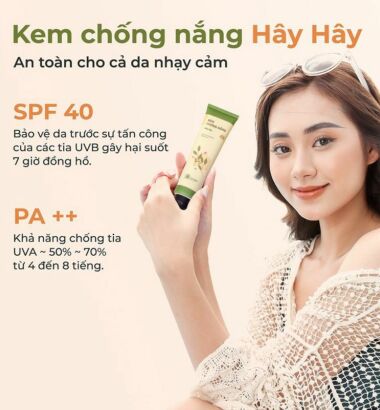 Kem chống nắng Hây Hây
An toàn cho cả da nhạy cảm
SPF 40
Bảo vệ da trước sự tấn công
của các tia UVB gây hại suốt
7 giờ đồng hồ.
PA ++
Khả năng chống tia
UVA ~ 50% ~ 70%
từ 4 đến 8 tiếng.